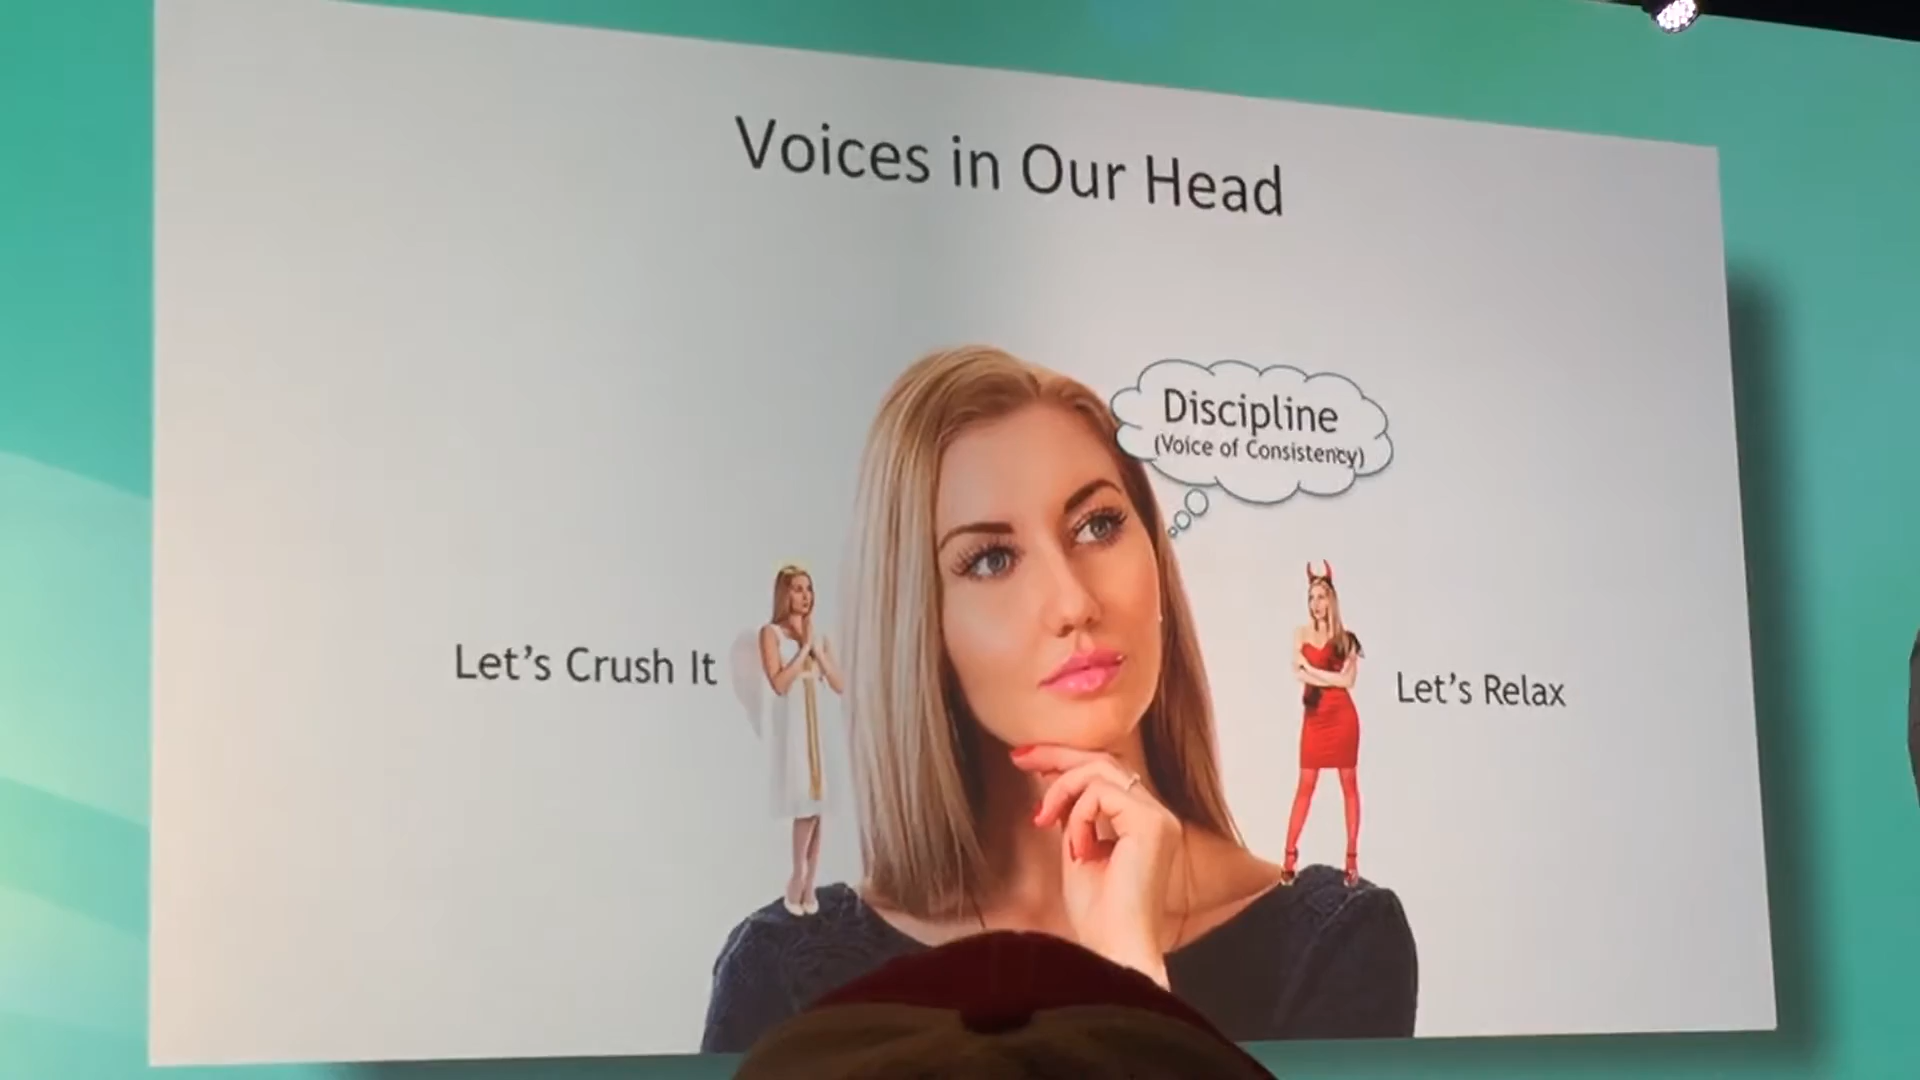 Voices in Our Head
Discipline
(Voice of Consistency)
Let's Crush It
Let's Relax